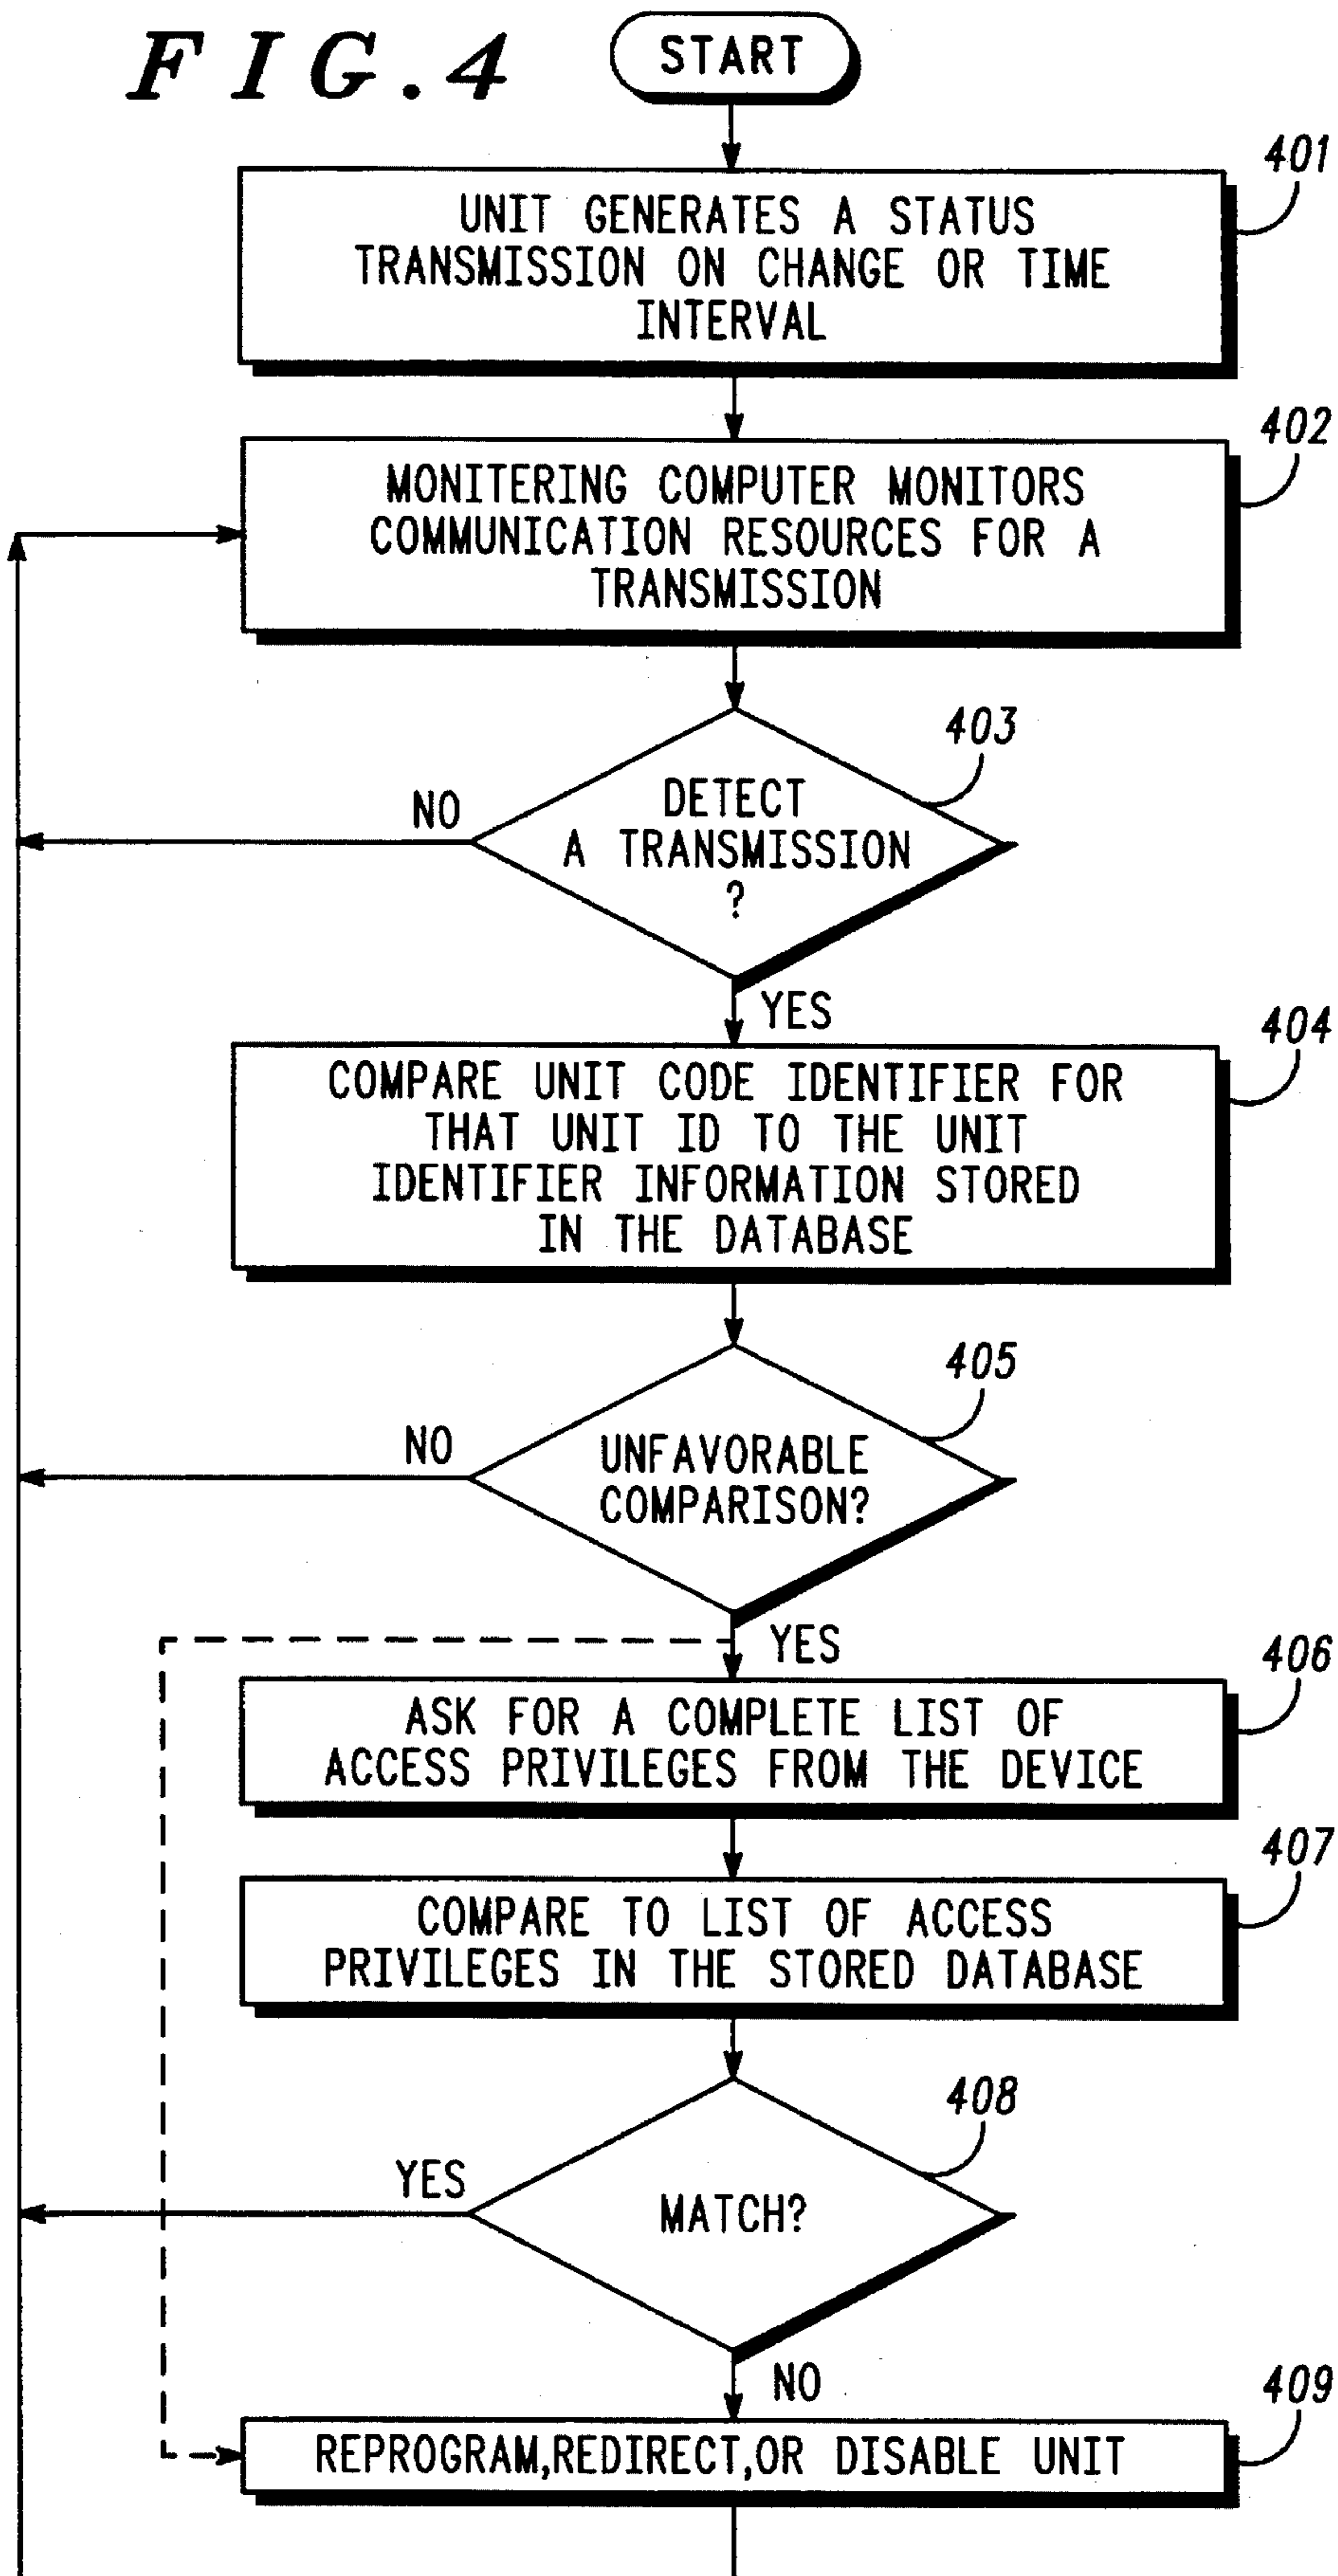 FIG.4
START
401
UNIT GENERATES A STATUS
TRANSMISSION ON CHANGE OR TIME
INTERVAL
402
MONITERING COMPUTER MONITORS
COMMUNICATION RESOURCES FOR A
TRANSMISSION
403
DETECT
A TRANSMISSION
?
NO
YES
404
COMPARE UNIT CODE IDENTIFIER FOR
THAT UNIT ID TO THE UNIT
IDENTIFIER INFORMATION STORED
IN THE DATABASE
405
NO
UNFAVORABLE
COMPARISON?
YES
406
ASK FOR A COMPLETE LIST OF
ACCESS PRIVILEGES FROM THE DEVICE
407
COMPARE TO LIST OF ACCESS
PRIVILEGES IN THE STORED DATABASE
408
YES
MATCH?
NO
409
REPROGRAM,REDIRECT,OR DISABLE UNIT